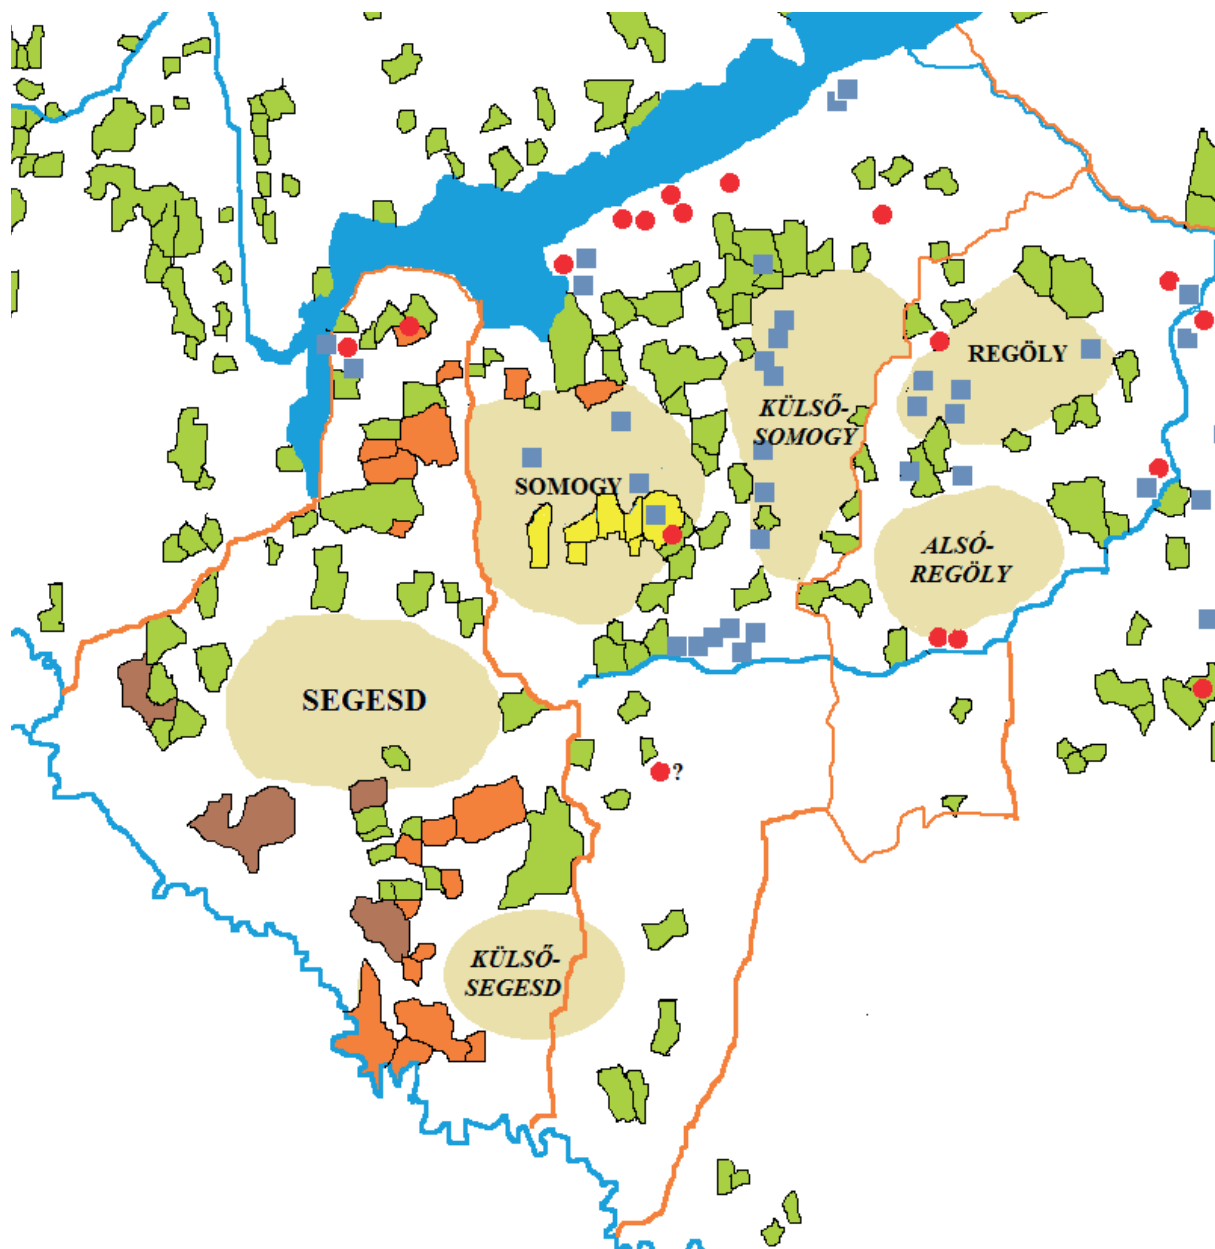 REGÖLY
KÜLSŐ-
SOMOGY
SOMOGY
ALSÓ-
REGÖLY
SEGESD
?
KÜLSŐ-
SEGESD